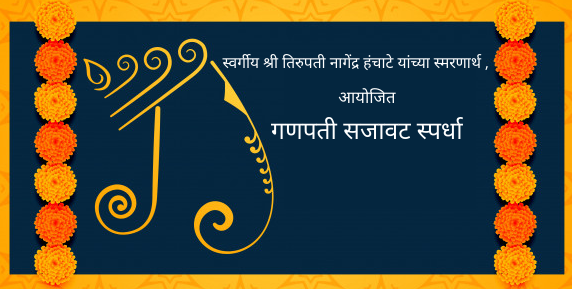 स्वर्गीय श्री तिरुपती नागेंद्र हंचाटे यांच्या स्मरणार्थ ,
आयोजित
गणपती सजावट स्पर्धा